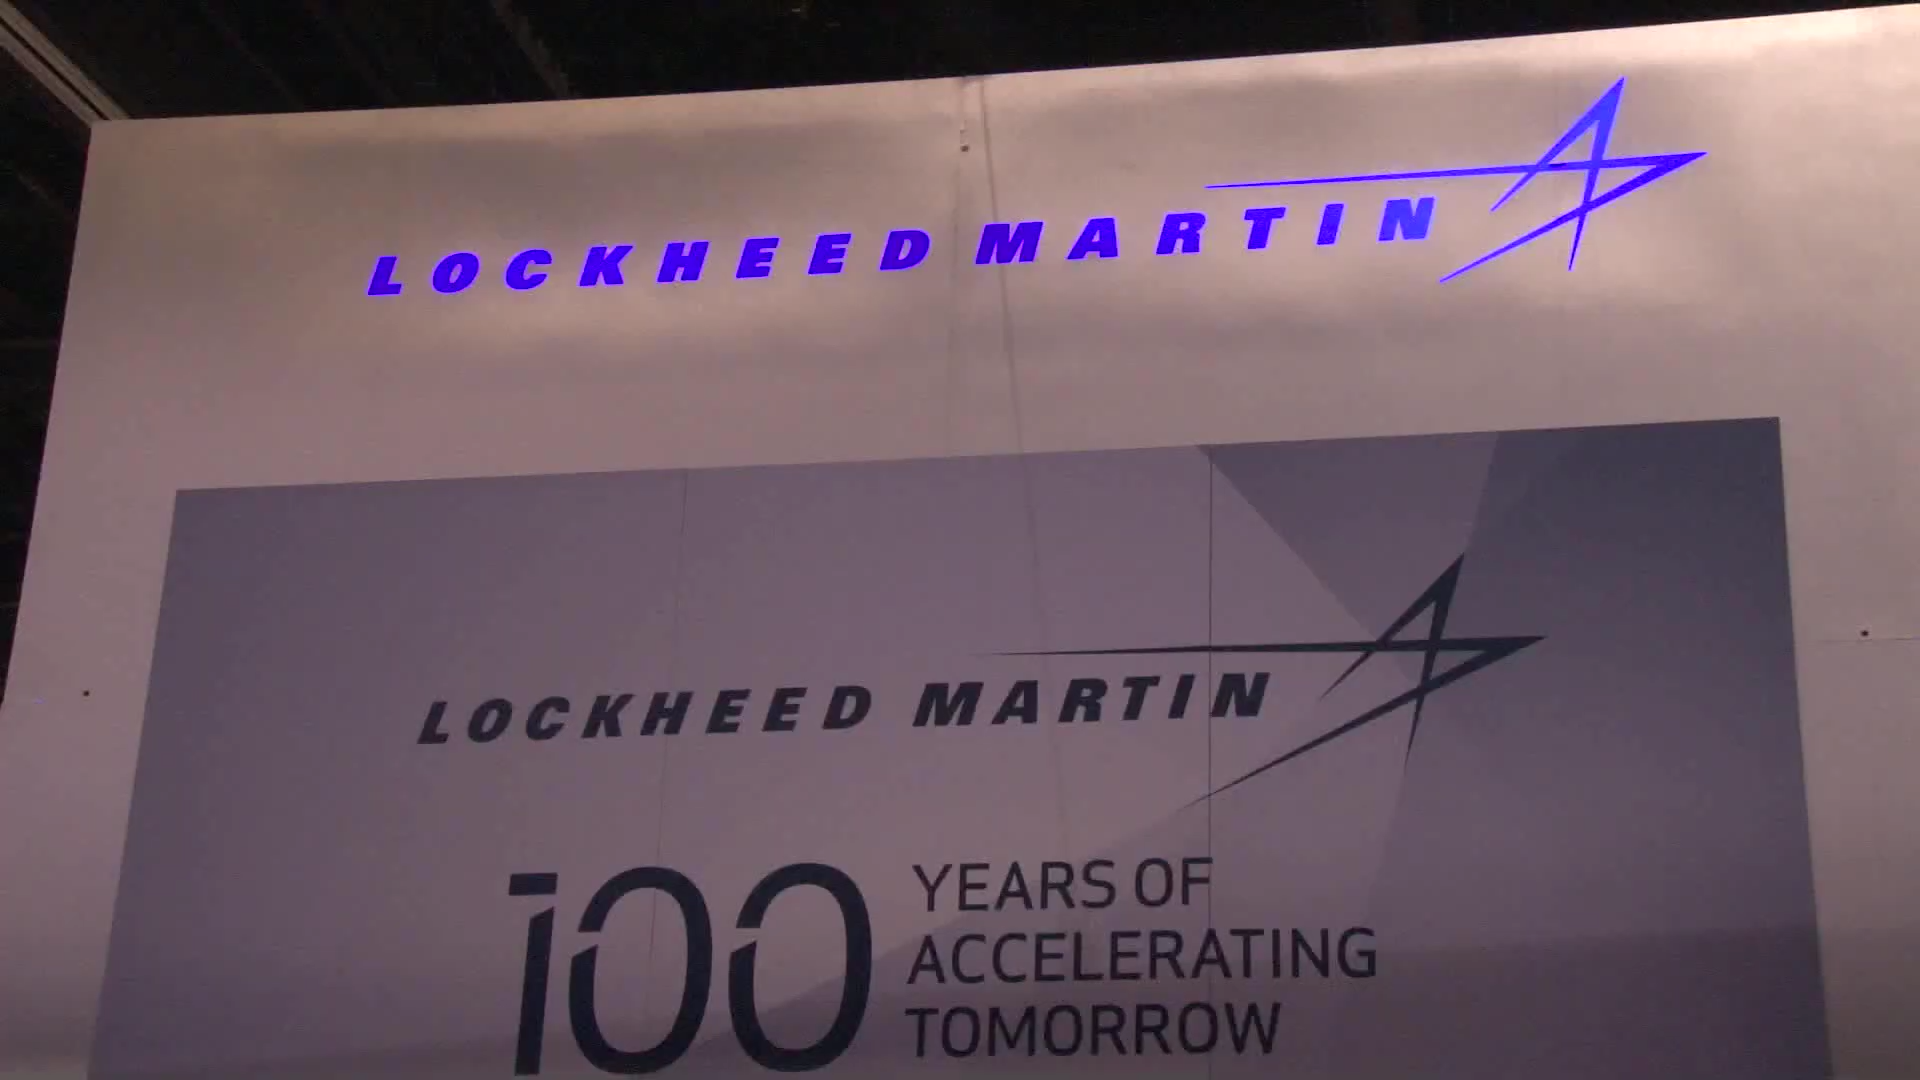 LOCKHEED MARTIN
LOCKHEED MARTIN
100 YEARS OF
ACCELERATING
TOMORROW